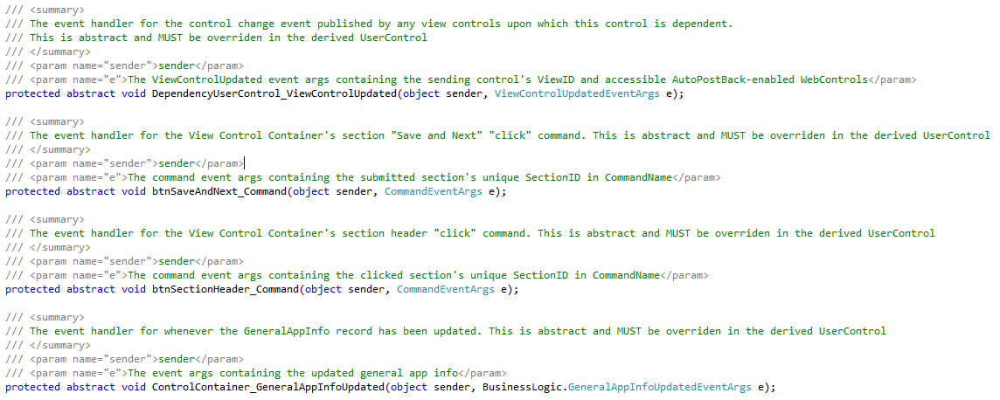 /// <summary>
/// The event handler for the control change event published by any view controls upon which this control is dependent.
/// This is abstract and MUST be overriden in the derived UserControl
/// </summary>
/// <param name="sender">sender</param>
/// <param name="e">The ViewControlUpdated event args containing the sending control's ViewID and accessible AutoPostBack-enabled WebControls</param>
protected abstract void DependencyUserControl_ViewControlUpdated(object sender, ViewControlUpdatedEventArgs e);
/// <summary>
/// The event handler for the View Control Container's section "Save and Next" "click" command. This is abstract and MUST be overriden in the derived UserControl
/// </summary>
/// <param name="sender">sender</param>
/// <param name="e">The command event args containing the submitted section's unique SectionID in CommandName</param>
protected abstract void btnSaveAndNext_Command(object sender, CommandEventArgs e);
/// <summary>
/// The event handler for the View Control Container's section header "click" command. This is abstract and MUST be overriden in the derived UserControl
/// </summary>
/// <param name="sender">sender</param>
/// <param name="e">The command event args containing the clicked section's unique SectionID in CommandName</param>
protected abstract void btnSectionHeader_Command(object sender, CommandEventArgs e);
/// <summary>
/// The event handler for whenever the GeneralAppInfo record has been updated. This is abstract and MUST be overriden in the derived UserControl
/// </summary>
/// <param name="sender">sender</param>
/// <param name="e">The event args containing the updated general app info</param>
protected abstract void ControlContainer_GeneralAppInfoUpdated(object sender, BusinessLogic.GeneralAppInfoUpdatedEventArgs e);